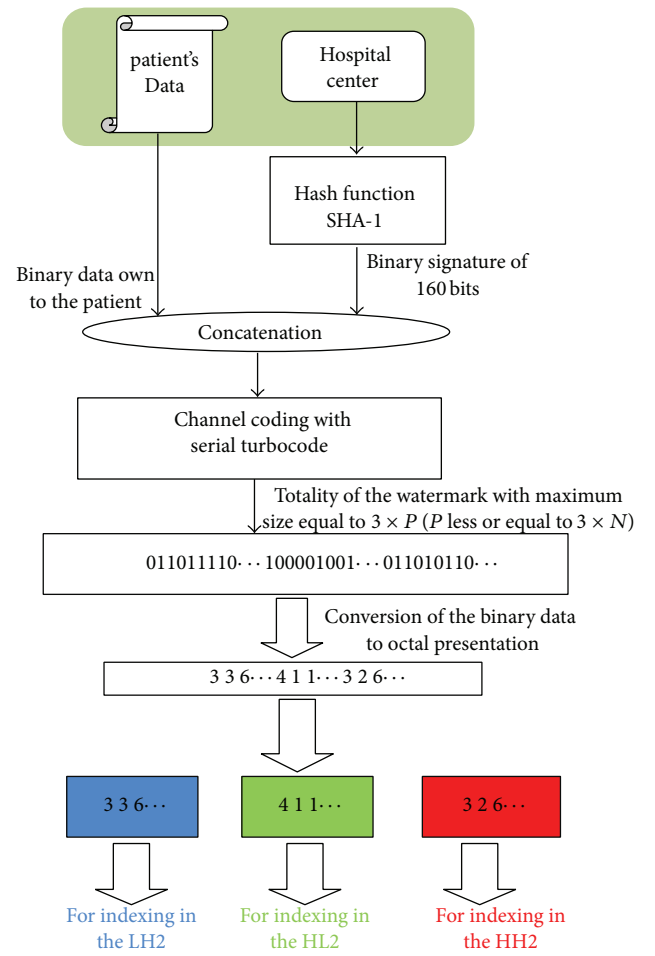 patient's
Data
Hospital
center
Hash function
SHA-1
Binary data own
to the patient
Binary signature of
160 bits
Concatenation
Channel coding with
serial turbocode
Totality of the watermark with maximum
size equal to 3 × P (P less or equal to 3 × N)
011011110··· 100001001··· 011010110···
Conversion of the binary data
to octal presentation
3 3 6··· 4 1 1··· 3 2 6···
3 3 6···
4 1 1···
3 2 6···
For indexing in
the LH2
For indexing in
the HL2
For indexing in
the HH2